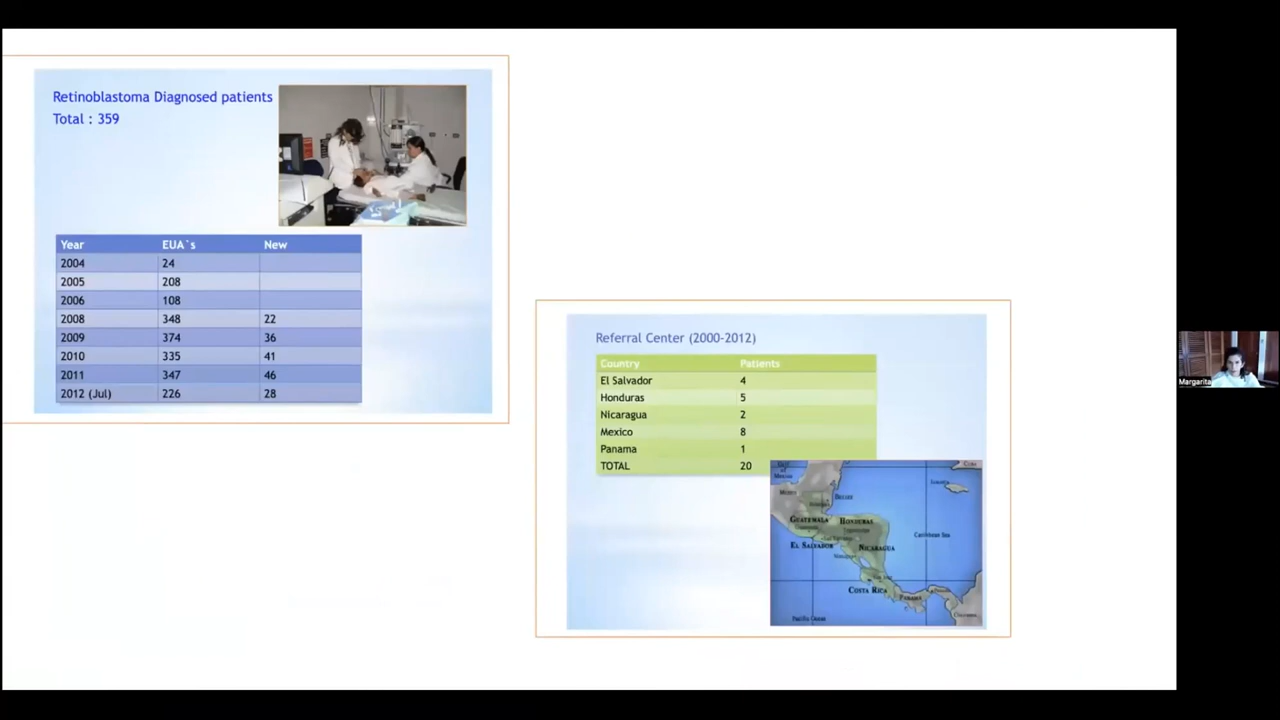 Retinoblastoma Diagnosed patients
Total : 359
Year EUA`s New
2004 24
2005 208
2006 108
2008 348 22
2009 374 36
2010 335 41
2011 347 46
2012 (Jul) 226 28
Referral Center (2000-2012)
Country Patients
El Salvador 4
Honduras 5
Nicaragua 2
Mexico 8
Panama 1
TOTAL 20
Mexico
CUBA
BELIZE
GUATEMALA HONDURAS
EL SALVADOR NICARAGUA
Caribbean Sea
COSTA RICA
PANAMA
Pacific Ocean
Margarita